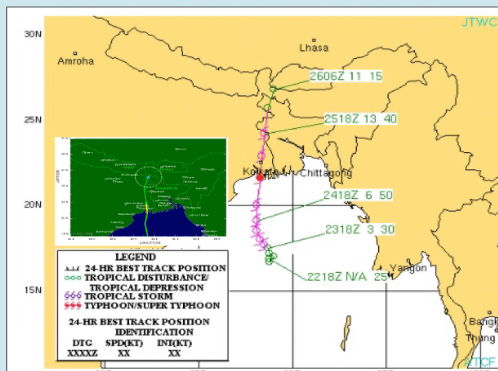 JTWC
30N
Lhasa
Amroha
2606Z 11 15
25N
2518Z 13 40
Kolkata
Chittagong
20N
2418Z 6 50
2318Z 3 30
Yangon
2218Z N/A 25
15N
LEGEND
24-HR BEST TRACK POSITION
TROPICAL DISTURBANCE/
TROPICAL DEPRESSION
TROPICAL STORM
TYPHOON/SUPER TYPHOON
24-HR BEST TRACK POSITION
IDENTIFICATION
DTG SPD(KT) INT(KT)
XXXXZ XX XX
Thung
ATCF